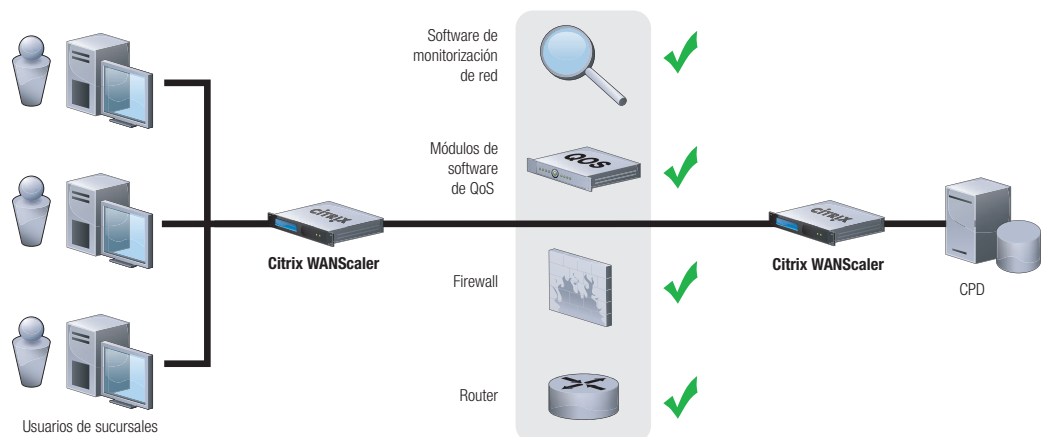 Software de
monitorización
de red
Módulos de
software
de QoS
QOS
CITRIX
Citrix WANScaler
CITRIX
Citrix WANScaler
Firewall
CPD
Router
Usuarios de sucursales